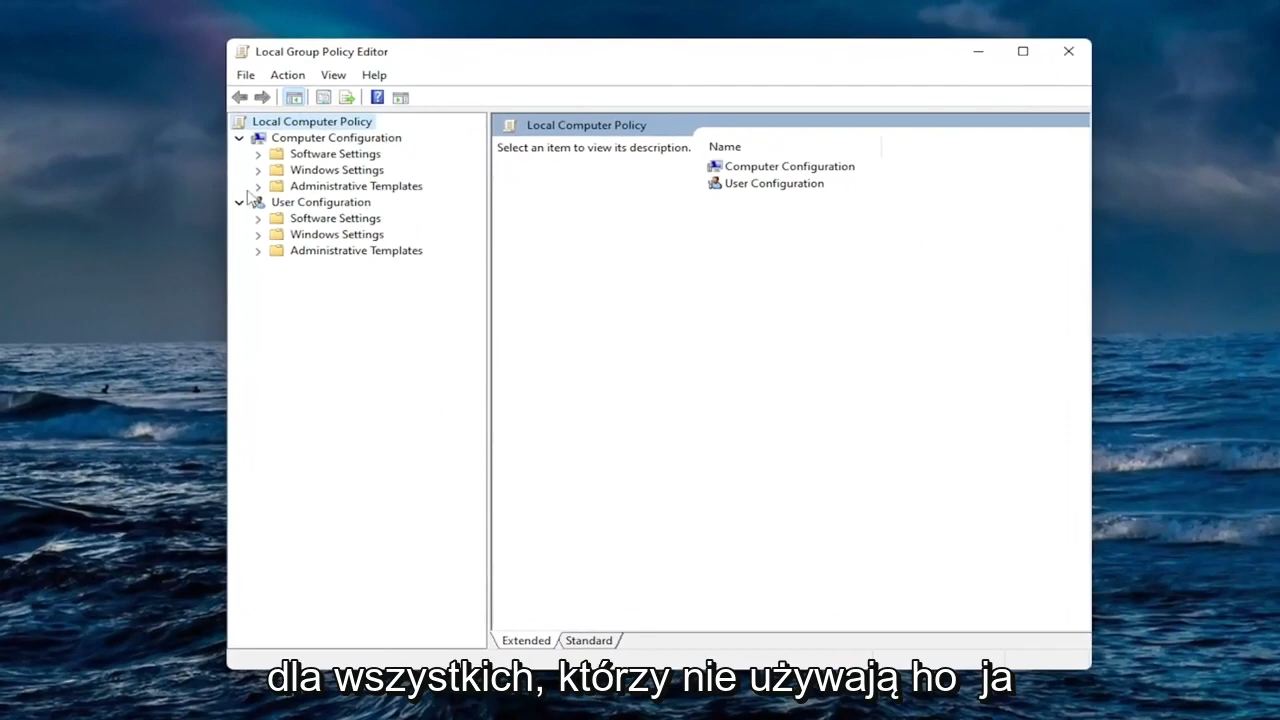 Local Group Policy Editor
File Action View Help
Local Computer Policy
Computer Configuration
Software Settings
Windows Settings
Administrative Templates
User Configuration
Software Settings
Windows Settings
Administrative Templates
Local Computer Policy
Select an item to view its description.
Name
Computer Configuration
User Configuration
Extended Standard
dla wszystkich, którzy nie używają ho ja